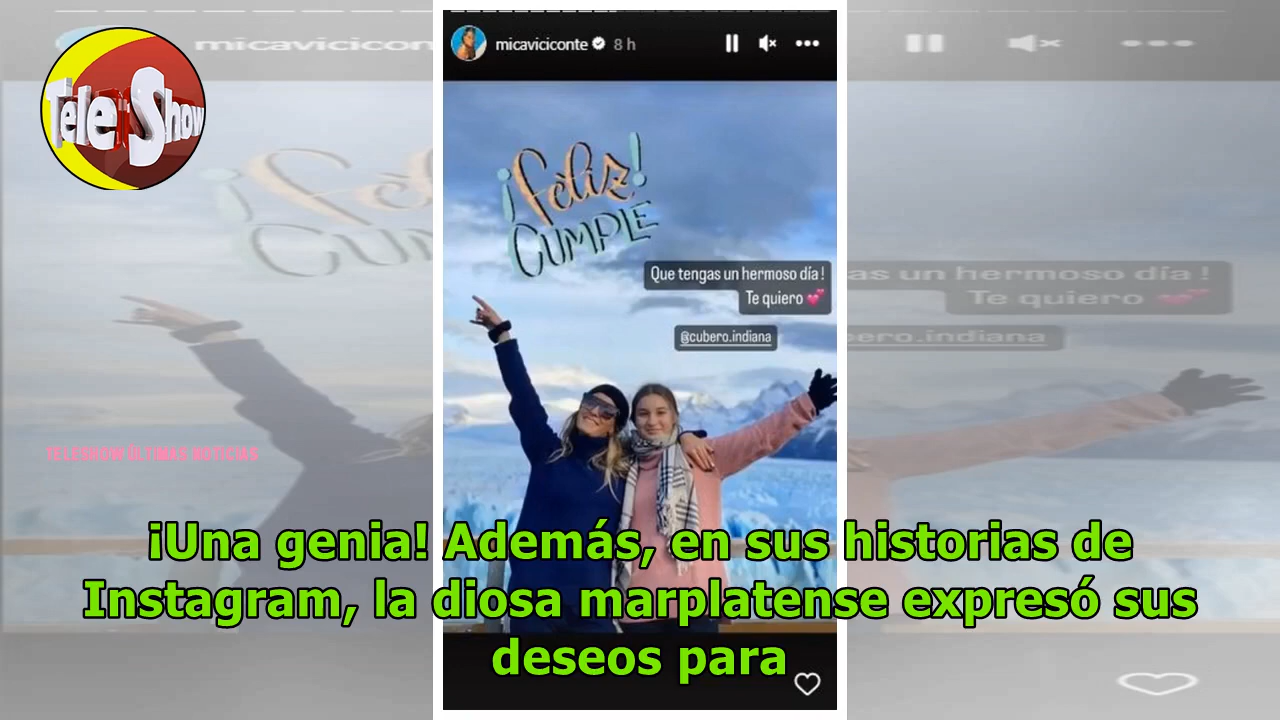 Tele Show
micaviciconte 8 h
¡Feliz!
CUMPLE
Que tengas un hermoso día !
Te quiero 💕
@cubero.indiana
TELESHOW ÚLTIMAS NOTICIAS
¡Una genia! Además, en sus historias de
Instagram, la diosa marplatense expresó sus
deseos para